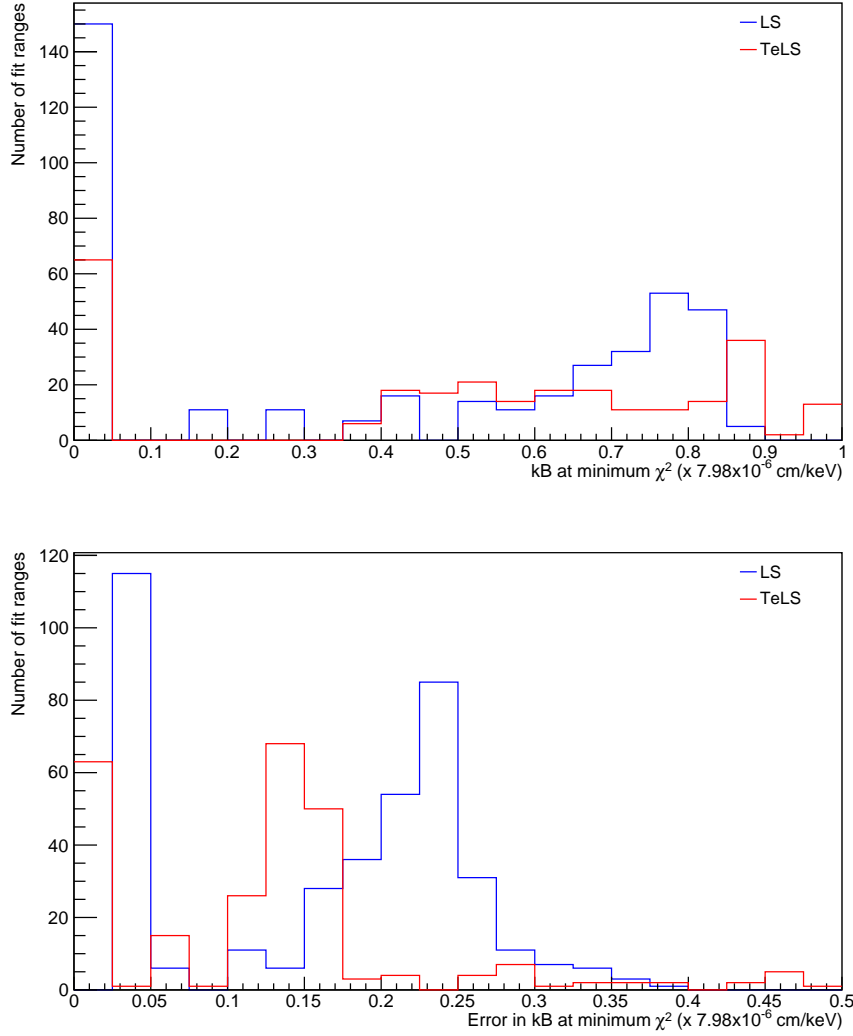 Number of fit ranges
LS
TeLS
140
120
100
80
60
40
20
0
0 0.1 0.2 0.3 0.4 0.5 0.6 0.7 0.8 0.9 1
kB at minimum χ² (x 7.98x10⁻⁶ cm/keV)
Number of fit ranges
LS
TeLS
120
100
80
60
40
20
0
0 0.05 0.1 0.15 0.2 0.25 0.3 0.35 0.4 0.45 0.5
Error in kB at minimum χ² (x 7.98x10⁻⁶ cm/keV)